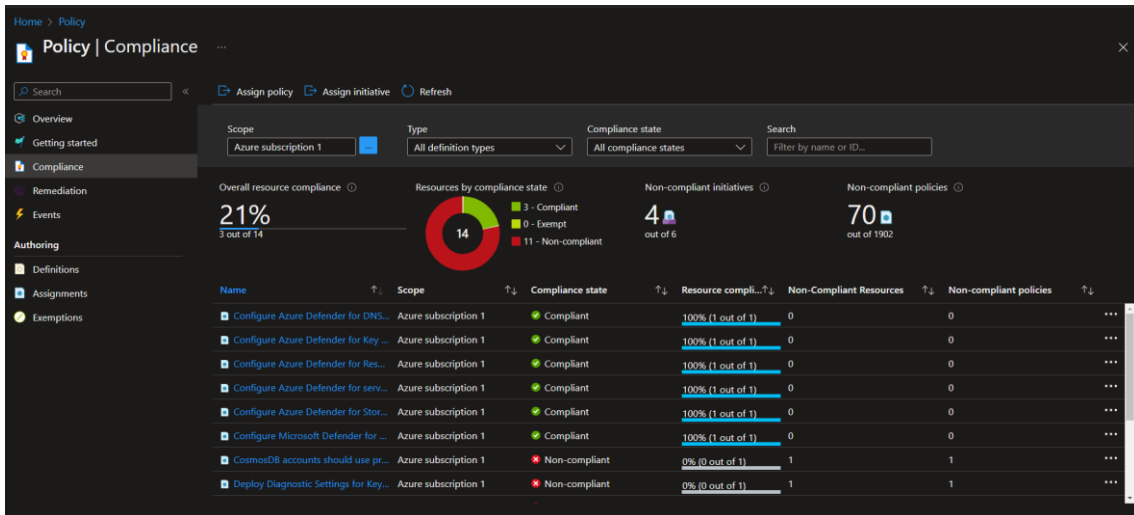 Home > Policy
Policy | Compliance ...
Search
Overview
Getting started
Compliance
Remediation
Events
Authoring
Definitions
Assignments
Exemptions
Assign policy Assign initiative Refresh
Scope Type Compliance state Search
Azure subscription 1 ... All definition types All compliance states Filter by name or ID...
Overall resource compliance Resources by compliance state Non-compliant initiatives Non-compliant policies
21%
3 out of 14
14
3 - Compliant
0 - Exempt
11 - Non-compliant
4
out of 6
70
out of 1902
Name Scope Compliance state Resource compli... Non-Compliant Resources Non-compliant policies
Configure Azure Defender for DNS... Azure subscription 1 Compliant 100% (1 out of 1) 0 0 ...
Configure Azure Defender for Key ... Azure subscription 1 Compliant 100% (1 out of 1) 0 0 ...
Configure Azure Defender for Res... Azure subscription 1 Compliant 100% (1 out of 1) 0 0 ...
Configure Azure Defender for serv... Azure subscription 1 Compliant 100% (1 out of 1) 0 0 ...
Configure Azure Defender for Stor... Azure subscription 1 Compliant 100% (1 out of 1) 0 0 ...
Configure Microsoft Defender for ... Azure subscription 1 Compliant 100% (1 out of 1) 0 0 ...
CosmosDB accounts should use pr... Azure subscription 1 Non-compliant 0% (0 out of 1) 1 1 ...
Deploy Diagnostic Settings for Key... Azure subscription 1 Non-compliant 0% (0 out of 1) 1 1 ...